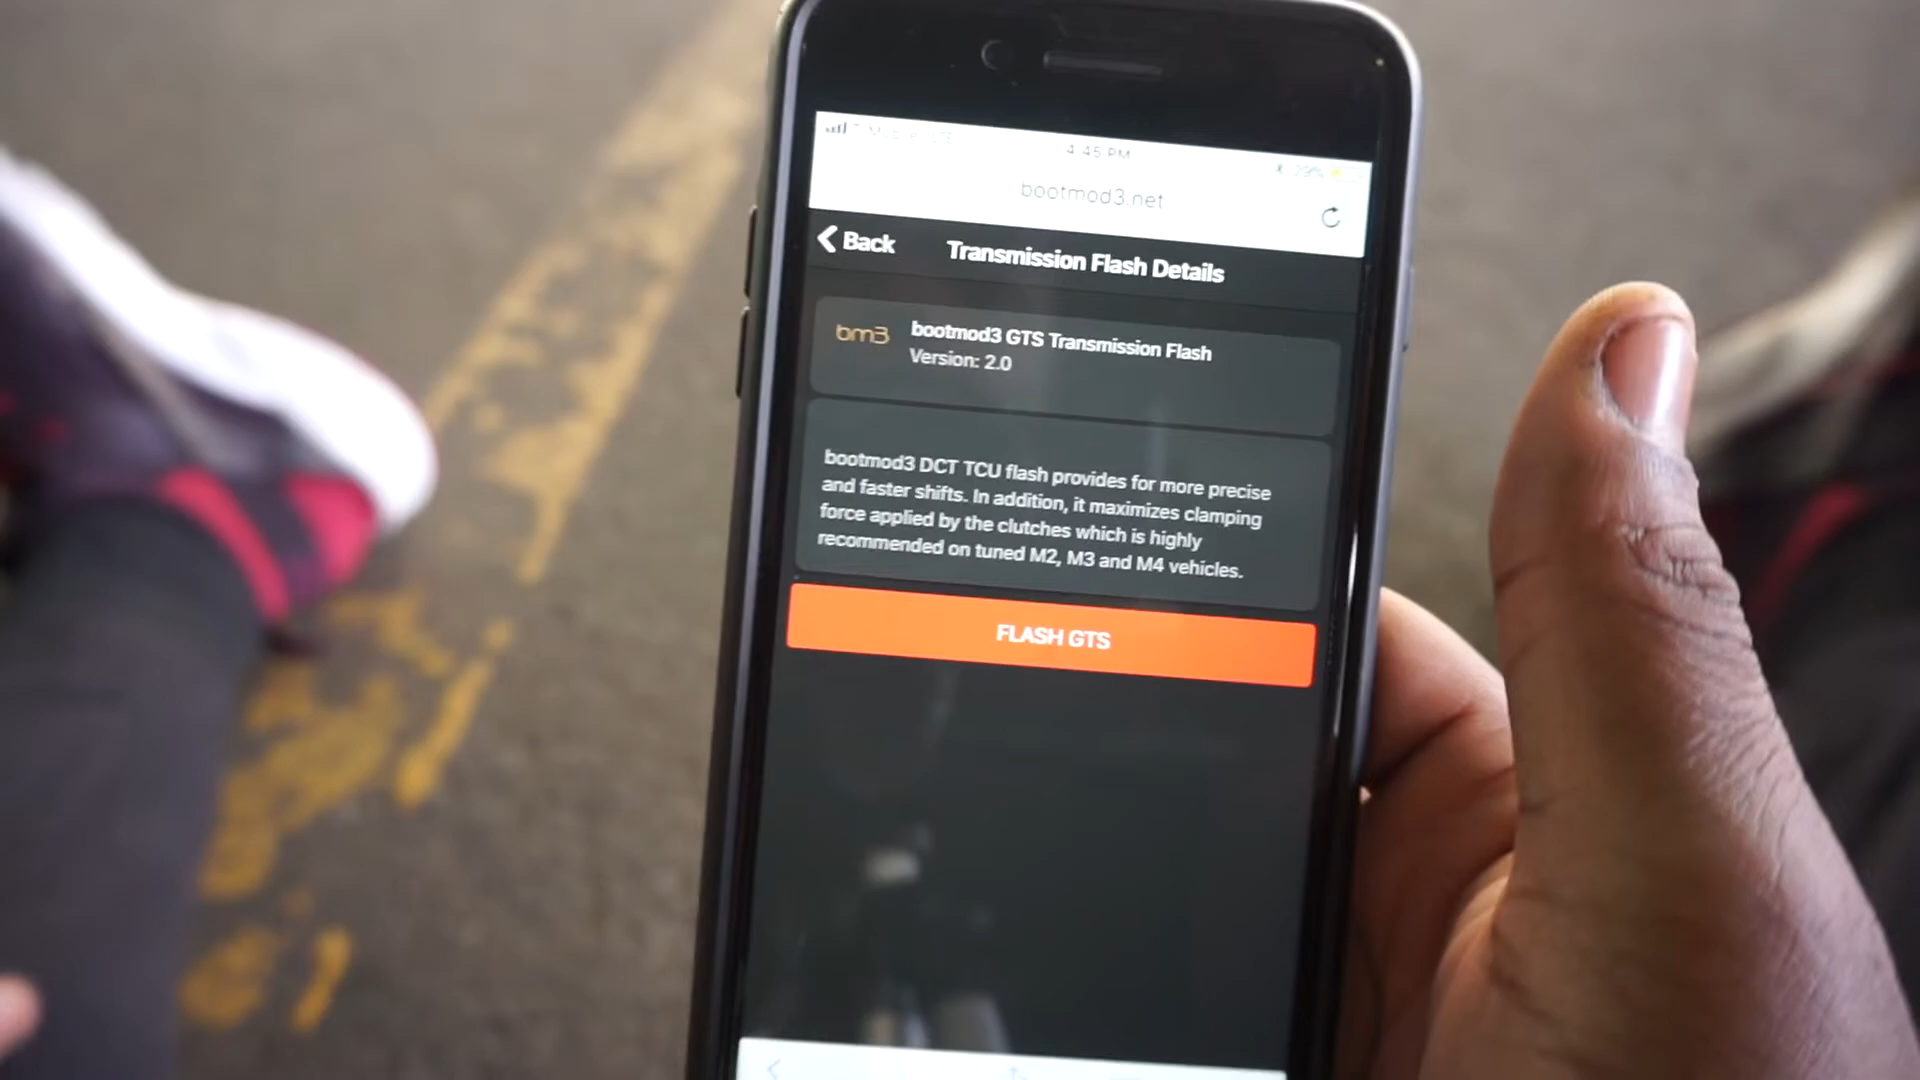 4:45 PM
29%
bootmod3.net
Back
Transmission Flash Details
bm3
bootmod3 GTS Transmission Flash
Version: 2.0
bootmod3 DCT TCU flash provides for more precise
and faster shifts. In addition, it maximizes clamping
force applied by the clutches which is highly
recommended on tuned M2, M3 and M4 vehicles.
FLASH GTS